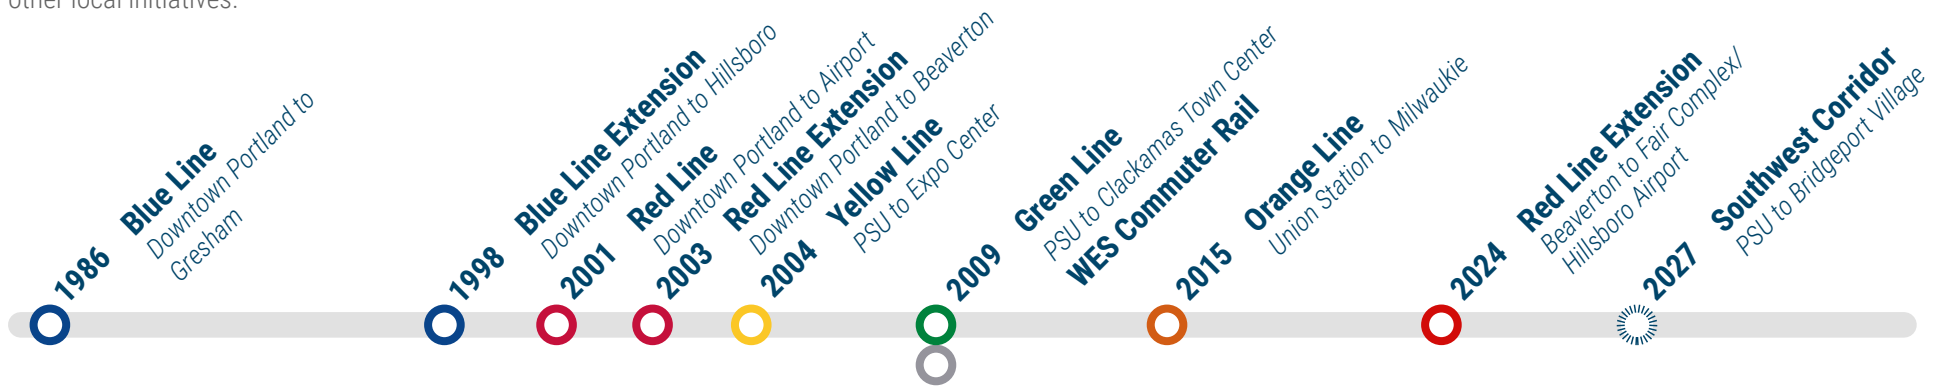 other local initiatives.
1986 Blue Line
Downtown Portland to
Gresham
1998 Blue Line Extension
Downtown Portland to Hillsboro
2001 Red Line
Downtown Portland to Airport
2003 Red Line Extension
Downtown Portland to Beaverton
2004 Yellow Line
PSU to Expo Center
2009 Green Line
PSU to Clackamas Town Center
WES Commuter Rail
2015 Orange Line
Union Station to Milwaukie
2024 Red Line Extension
Beaverton to Fair Complex/
Hillsboro Airport
2027 Southwest Corridor
PSU to Bridgeport Village